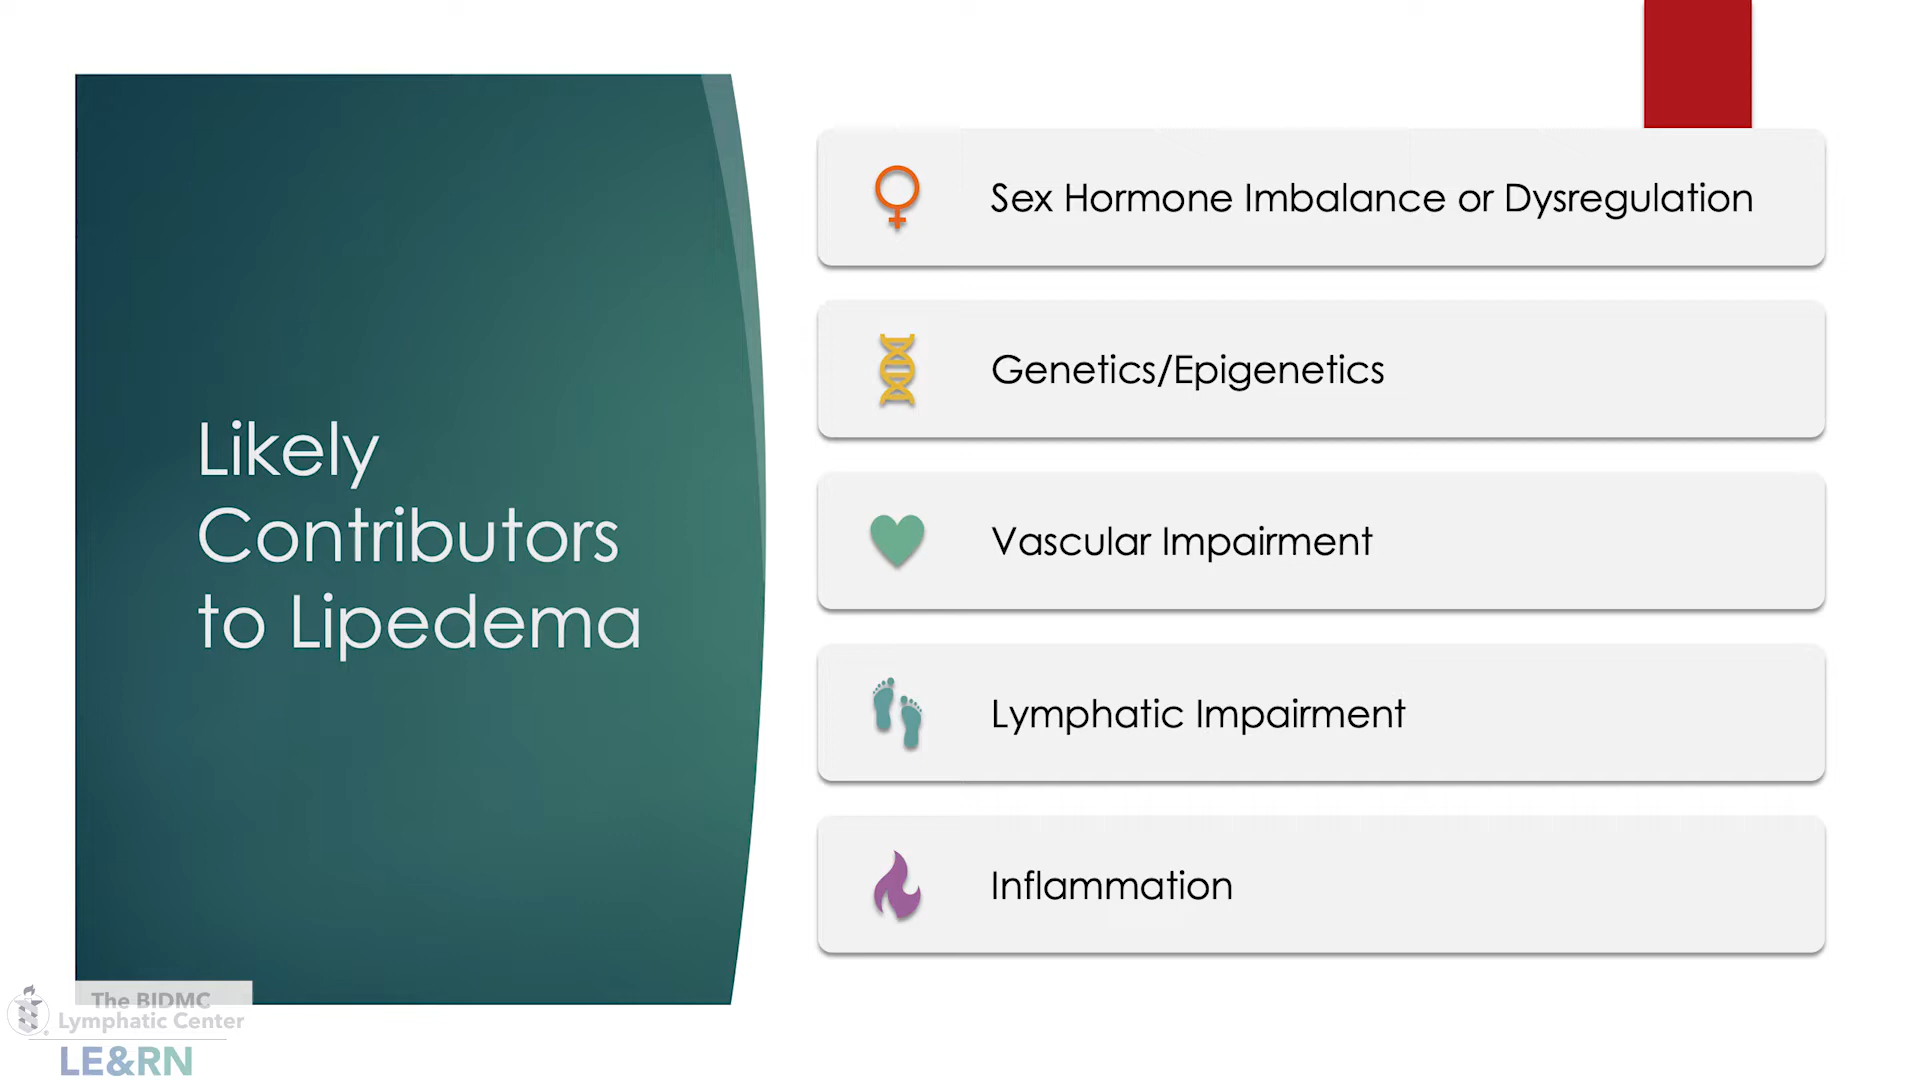 Likely
Contributors
to Lipedema
Sex Hormone Imbalance or Dysregulation
Genetics/Epigenetics
Vascular Impairment
Lymphatic Impairment
Inflammation
The BIDMC
Lymphatic Center
LE&RN